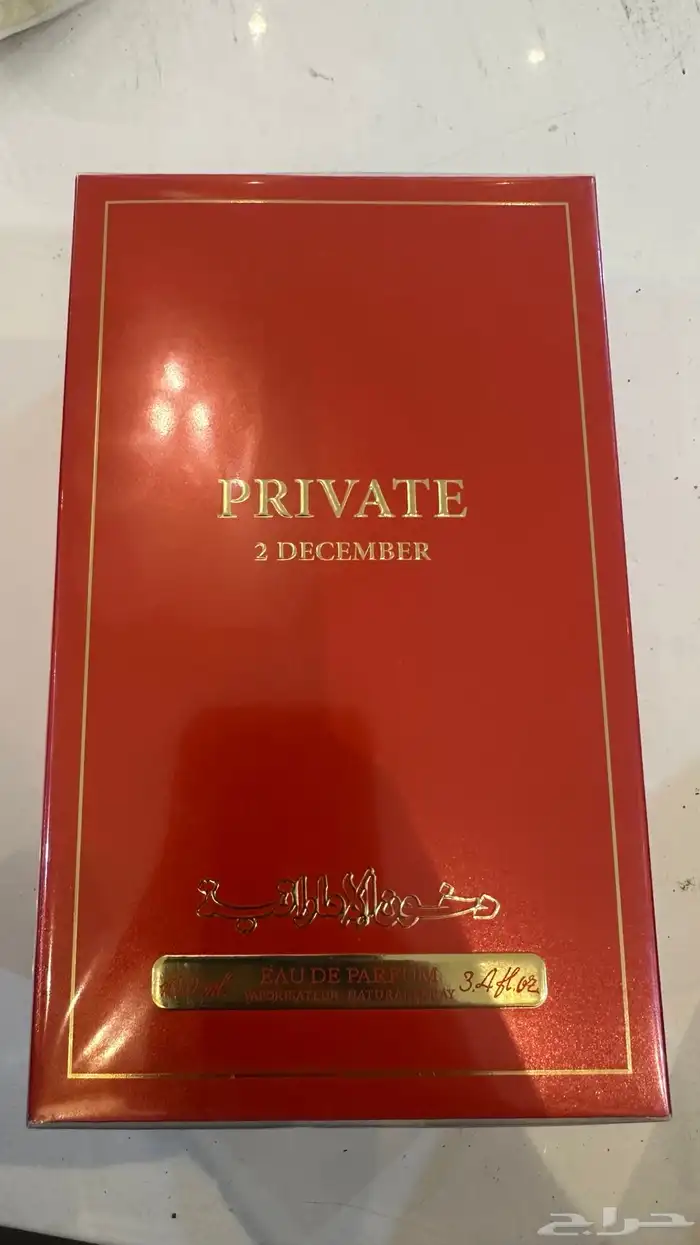 PRIVATE
2 DECEMBER
EAU DE PARFUM 3.4 fl.oz
VAPORISATEUR NATURAL SPRAY
حراج